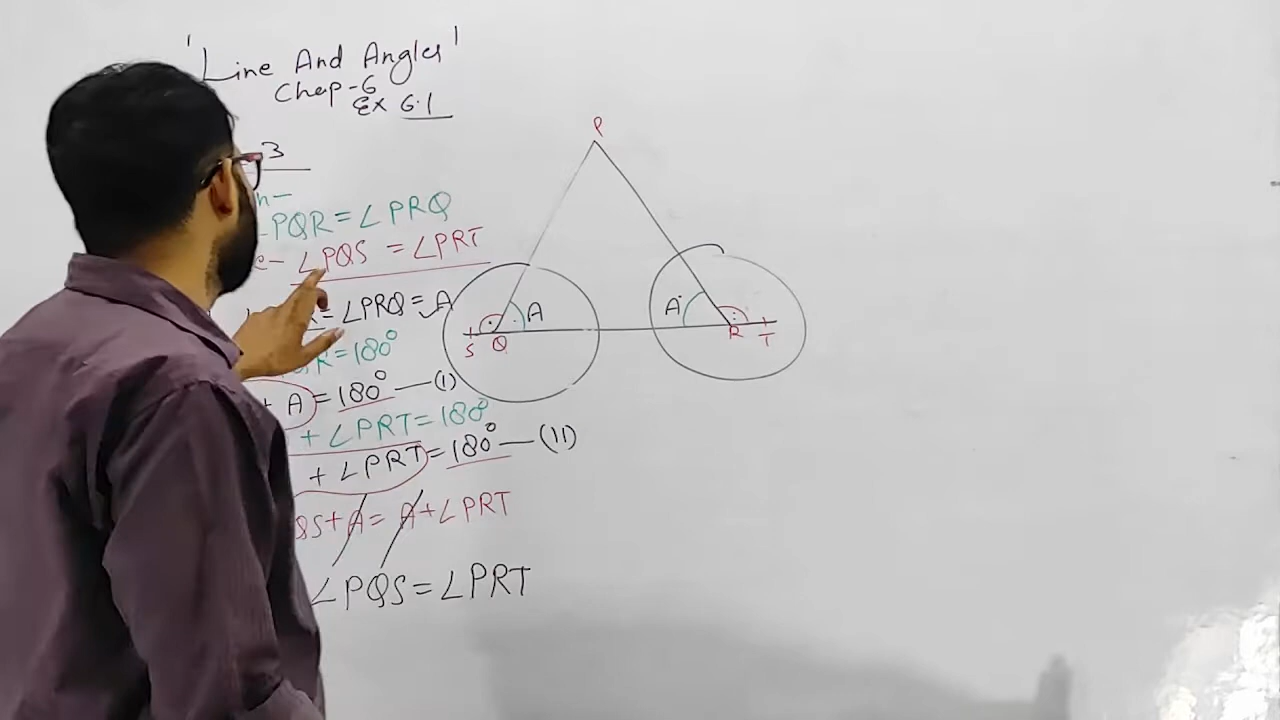 'Line And Angles'
Chap-6
Ex 6.1
3
n-
PQR = ∠PRQ
- ∠PQS = ∠PRT
= ∠PRQ = A
R = 180°
+ A = 180° — (I)
+ ∠PRT = 180°
+ ∠PRT = 180° — (II)
QS + A = A + ∠PRT
∠PQS = ∠PRT
P
A
A
S
Q
R
T